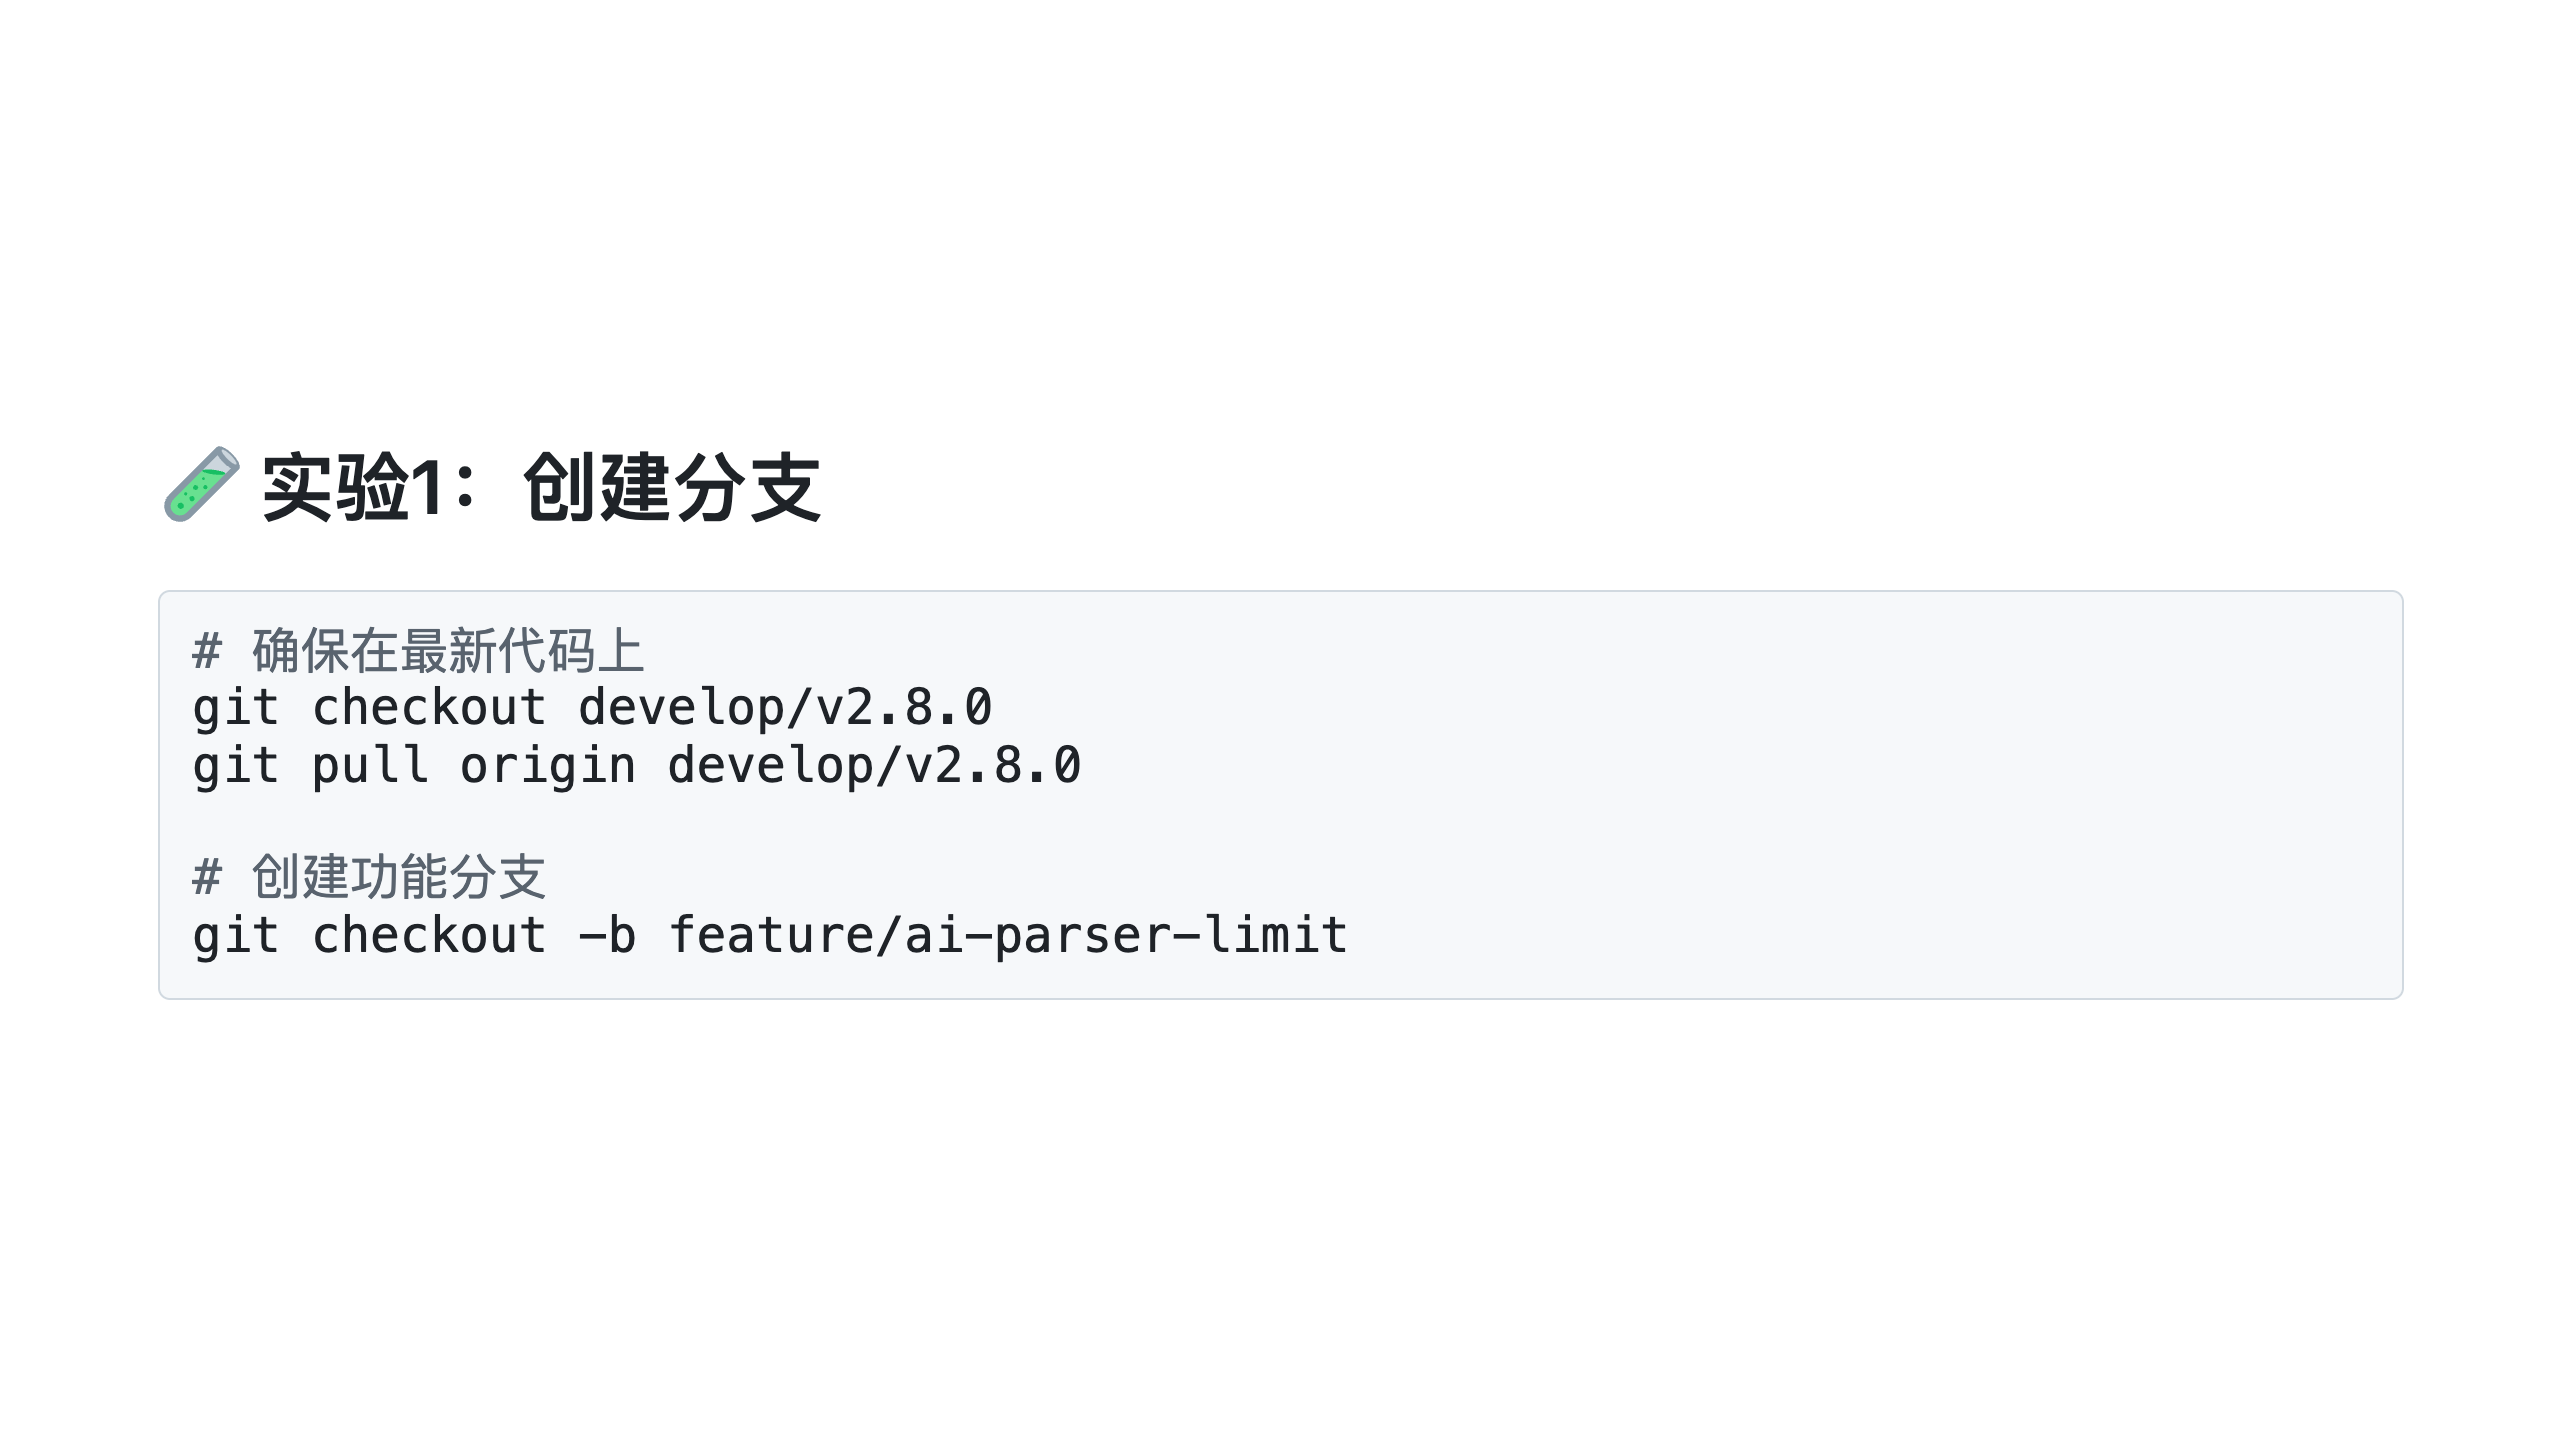 🧪 实验1：创建分支
# 确保在最新代码上
git checkout develop/v2.8.0
git pull origin develop/v2.8.0
# 创建功能分支
git checkout -b feature/ai-parser-limit